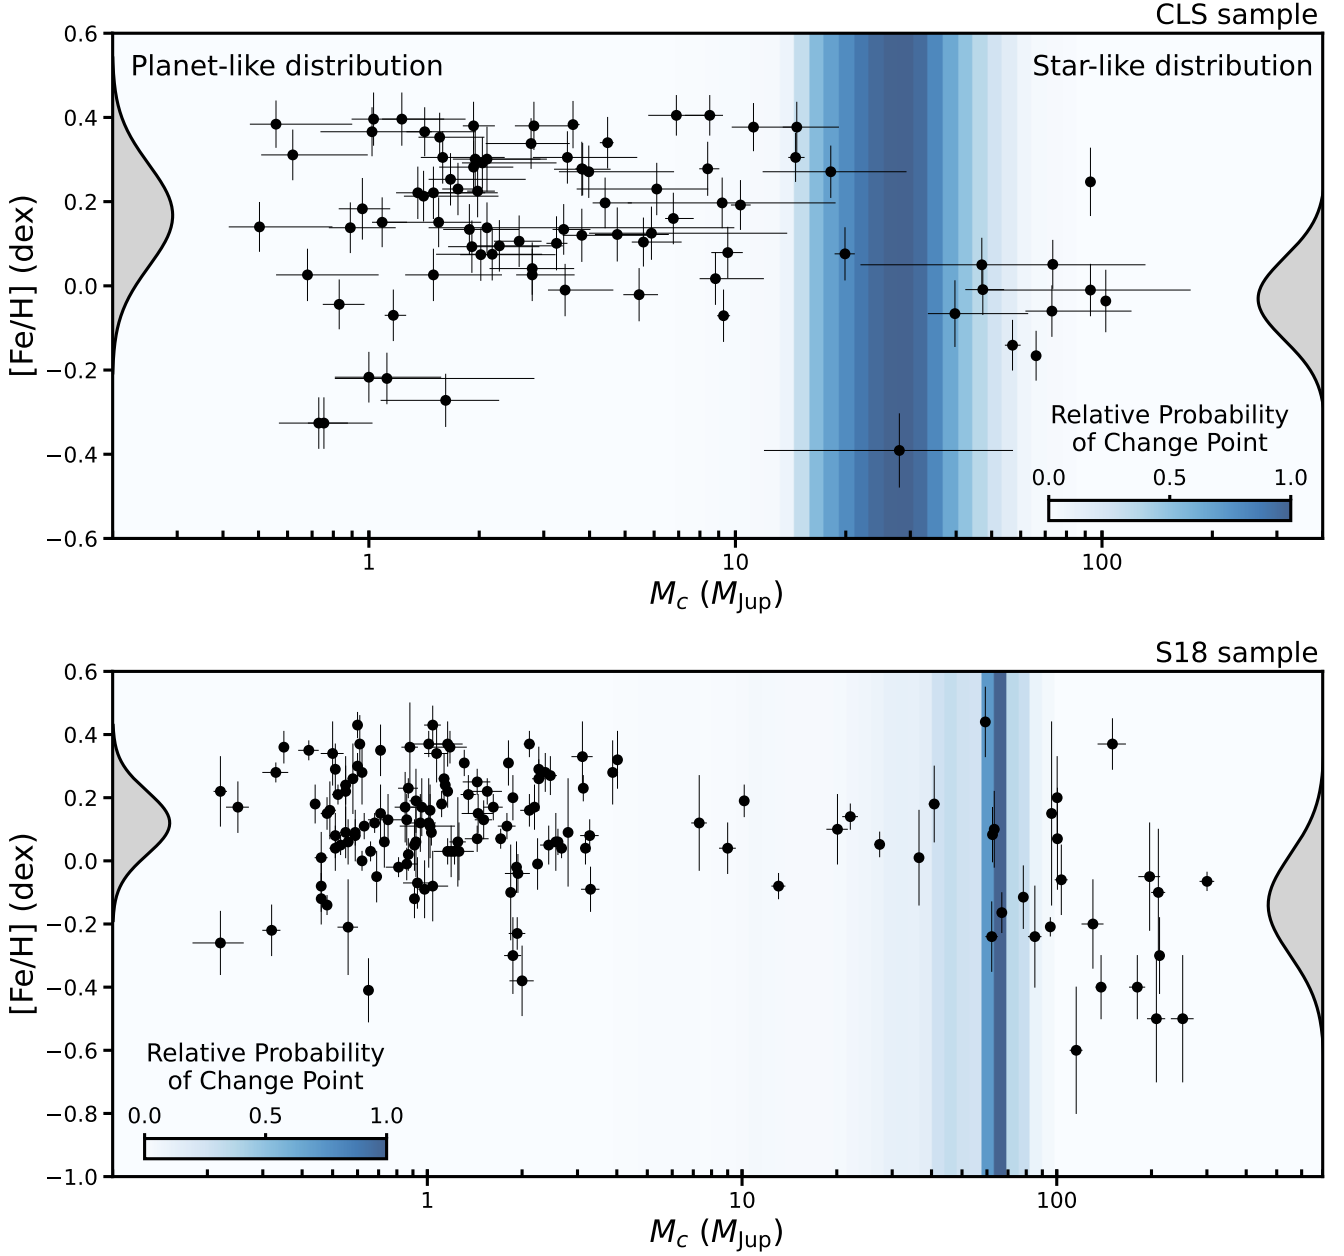 CLS sample
Planet-like distribution
Star-like distribution
[Fe/H] (dex)
0.6
0.4
0.2
0.0
−0.2
−0.4
−0.6
Relative Probability
of Change Point
0.0 0.5 1.0
1 10 100
M_c (M_Jup)
S18 sample
[Fe/H] (dex)
0.6
0.4
0.2
0.0
−0.2
−0.4
−0.6
−0.8
−1.0
Relative Probability
of Change Point
0.0 0.5 1.0
1 10 100
M_c (M_Jup)